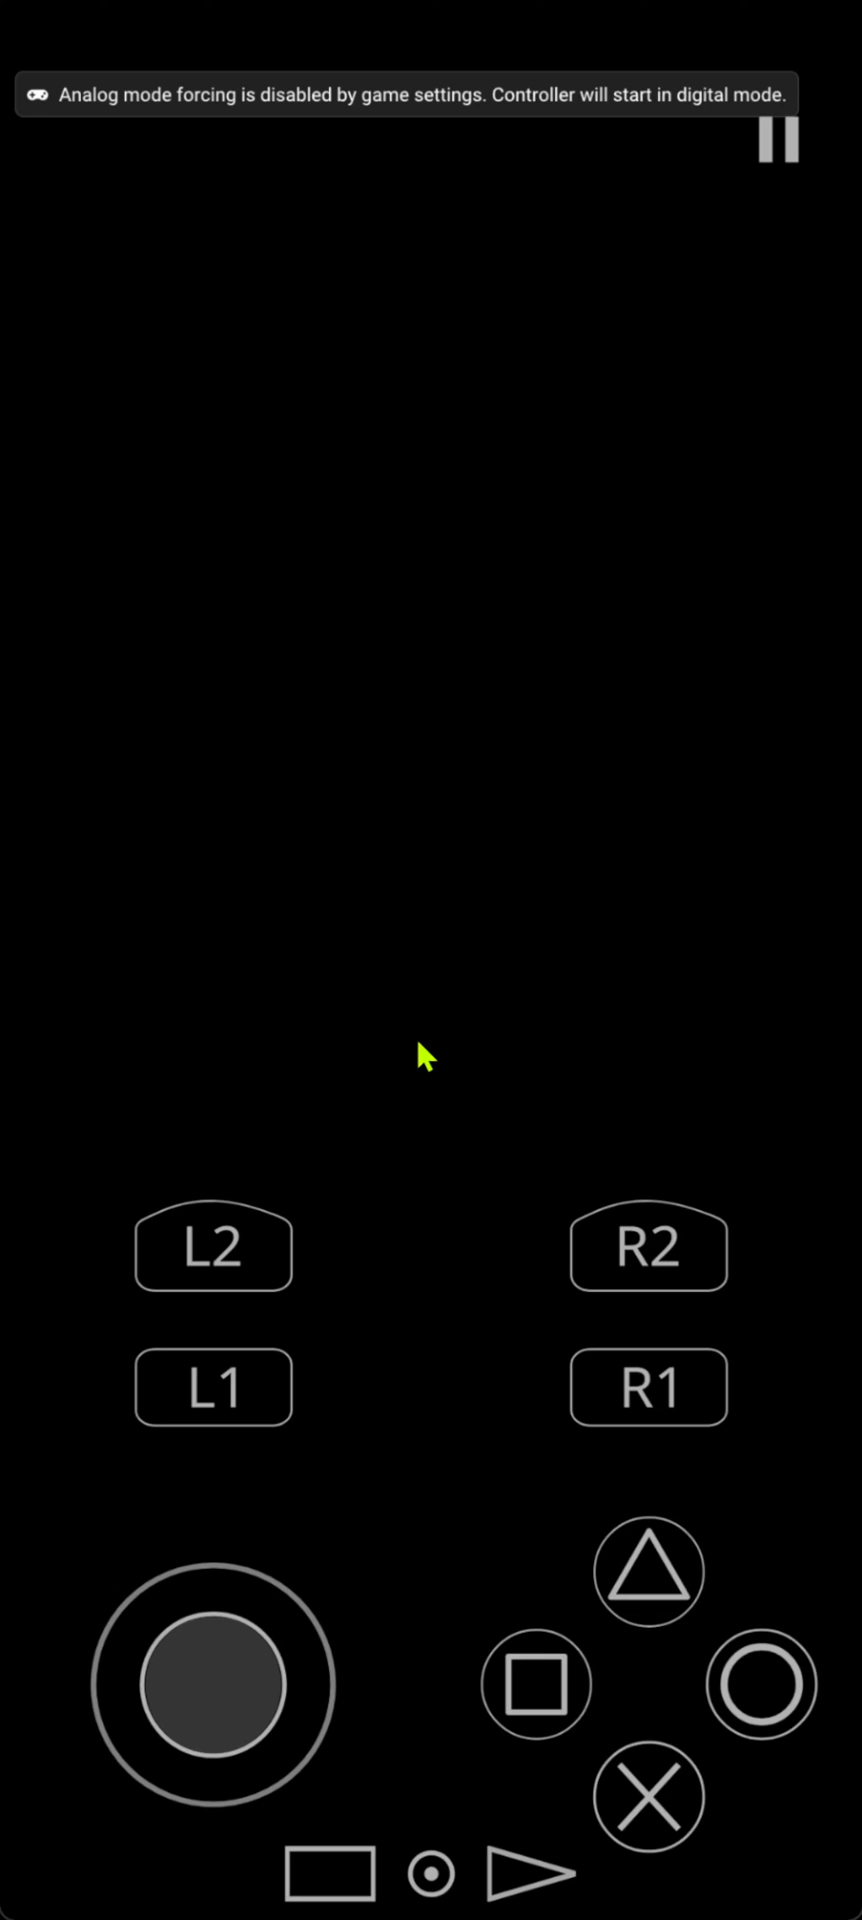 Analog mode forcing is disabled by game settings. Controller will start in digital mode.
L2
R2
L1
R1